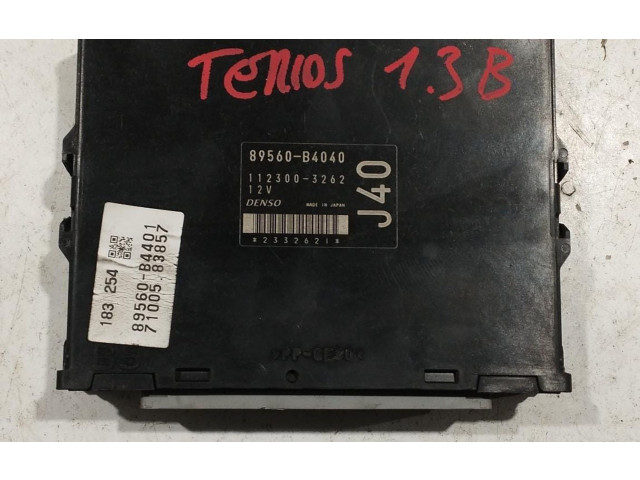 TERIOS 1.3B
89560-B4040
112300-3262
12V
DENSO MADE IN JAPAN
*2332621*
J40
183 254
89560-B4401
71005-83857